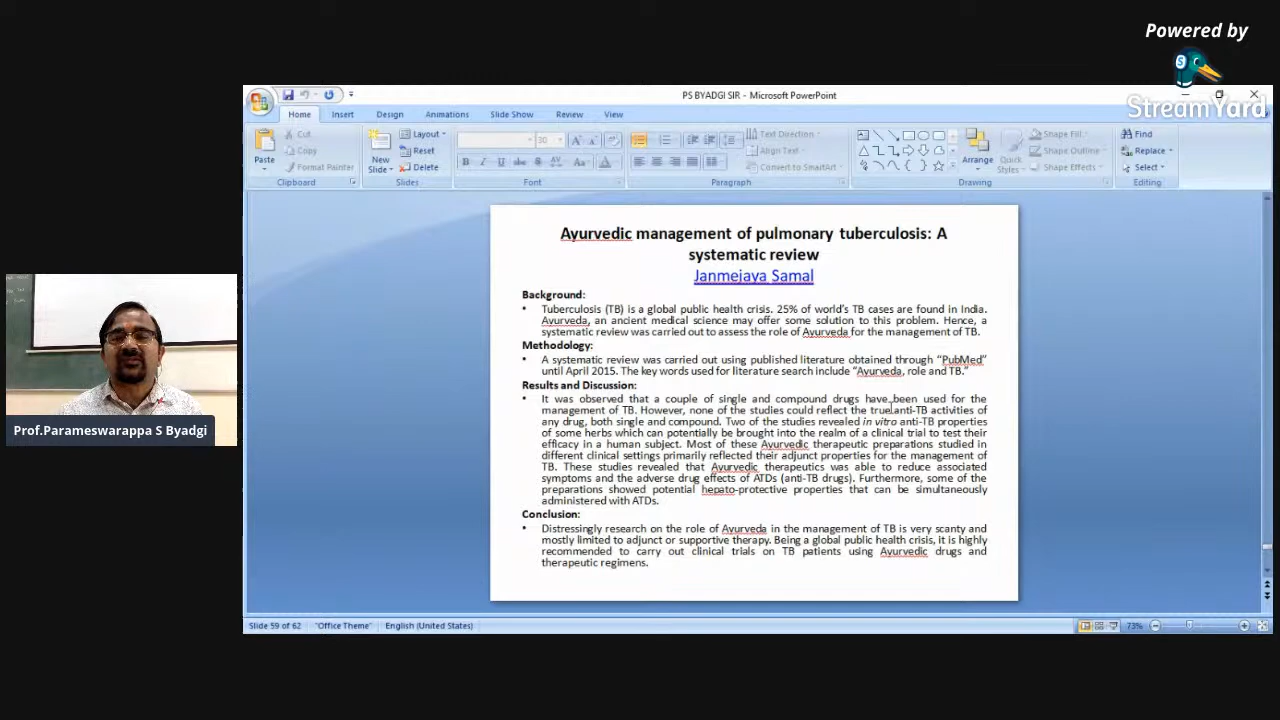 Powered by
StreamYard
PS BYADGI SIR - Microsoft PowerPoint
Home Insert Design Animations Slide Show Review View
Paste
Cut
Copy
Format Painter
Clipboard
New Slide
Layout
Reset
Delete
Slides
30
Font
Text Direction
Align Text
Convert to SmartArt
Paragraph
Arrange
Quick Styles
Shape Fill
Shape Outline
Shape Effects
Drawing
Find
Replace
Select
Editing
Ayurvedic management of pulmonary tuberculosis: A
systematic review
Janmejaya Samal
Background:
• Tuberculosis (TB) is a global public health crisis. 25% of world's TB cases are found in India.
Ayurveda, an ancient medical science may offer some solution to this problem. Hence, a
systematic review was carried out to assess the role of Ayurveda for the management of TB.
Methodology:
• A systematic review was carried out using published literature obtained through “PubMed”
until April 2015. The key words used for literature search include “Ayurveda, role and TB.”
Results and Discussion:
• It was observed that a couple of single and compound drugs have been used for the
management of TB. However, none of the studies could reflect the true anti-TB activities of
any drug, both single and compound. Two of the studies revealed in vitro anti-TB properties
of some herbs which can potentially be brought into the realm of a clinical trial to test their
efficacy in a human subject. Most of these Ayurvedic therapeutic preparations studied in
different clinical settings primarily reflected their adjunct properties for the management of
TB. These studies revealed that Ayurvedic therapeutics was able to reduce associated
symptoms and the adverse drug effects of ATDs (anti-TB drugs). Furthermore, some of the
preparations showed potential hepato-protective properties that can be simultaneously
administered with ATDs.
Conclusion:
• Distressingly research on the role of Ayurveda in the management of TB is very scanty and
mostly limited to adjunct or supportive therapy. Being a global public health crisis, it is highly
recommended to carry out clinical trials on TB patients using Ayurvedic drugs and
therapeutic regimens.
Prof.Parameswarappa S Byadgi
Slide 59 of 62 "Office Theme" English (United States) 73%